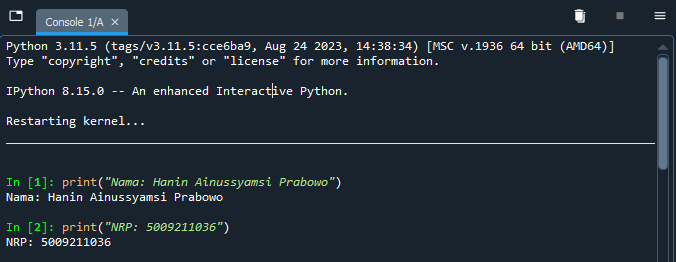 Console 1/A
Python 3.11.5 (tags/v3.11.5:cce6ba9, Aug 24 2023, 14:38:34) [MSC v.1936 64 bit (AMD64)]
Type "copyright", "credits" or "license" for more information.
IPython 8.15.0 -- An enhanced Interactive Python.
Restarting kernel...
In [1]: print("Nama: Hanin Ainussyamsi Prabowo")
Nama: Hanin Ainussyamsi Prabowo
In [2]: print("NRP: 5009211036")
NRP: 5009211036